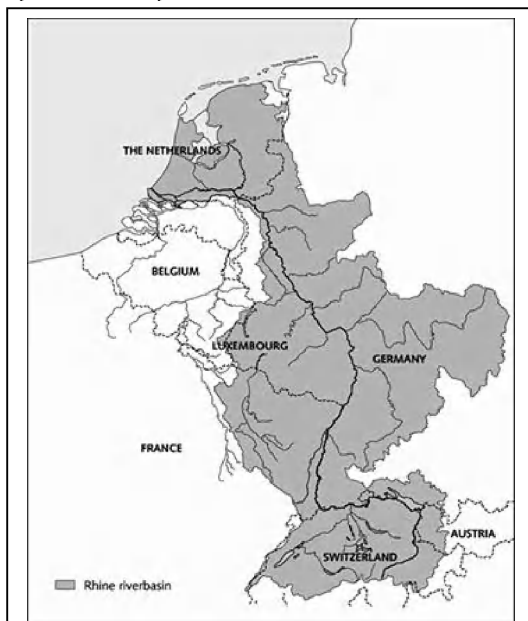 THE NETHERLANDS
BELGIUM
LUXEMBOURG
GERMANY
FRANCE
AUSTRIA
SWITZERLAND
Rhine riverbasin